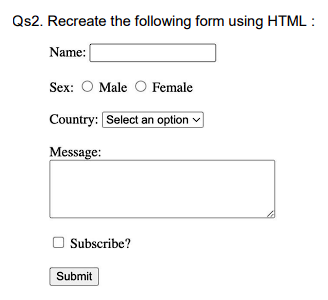 Qs2. Recreate the following form using HTML :
Name:
Sex: Male Female
Country: Select an option
Message:
Subscribe?
Submit